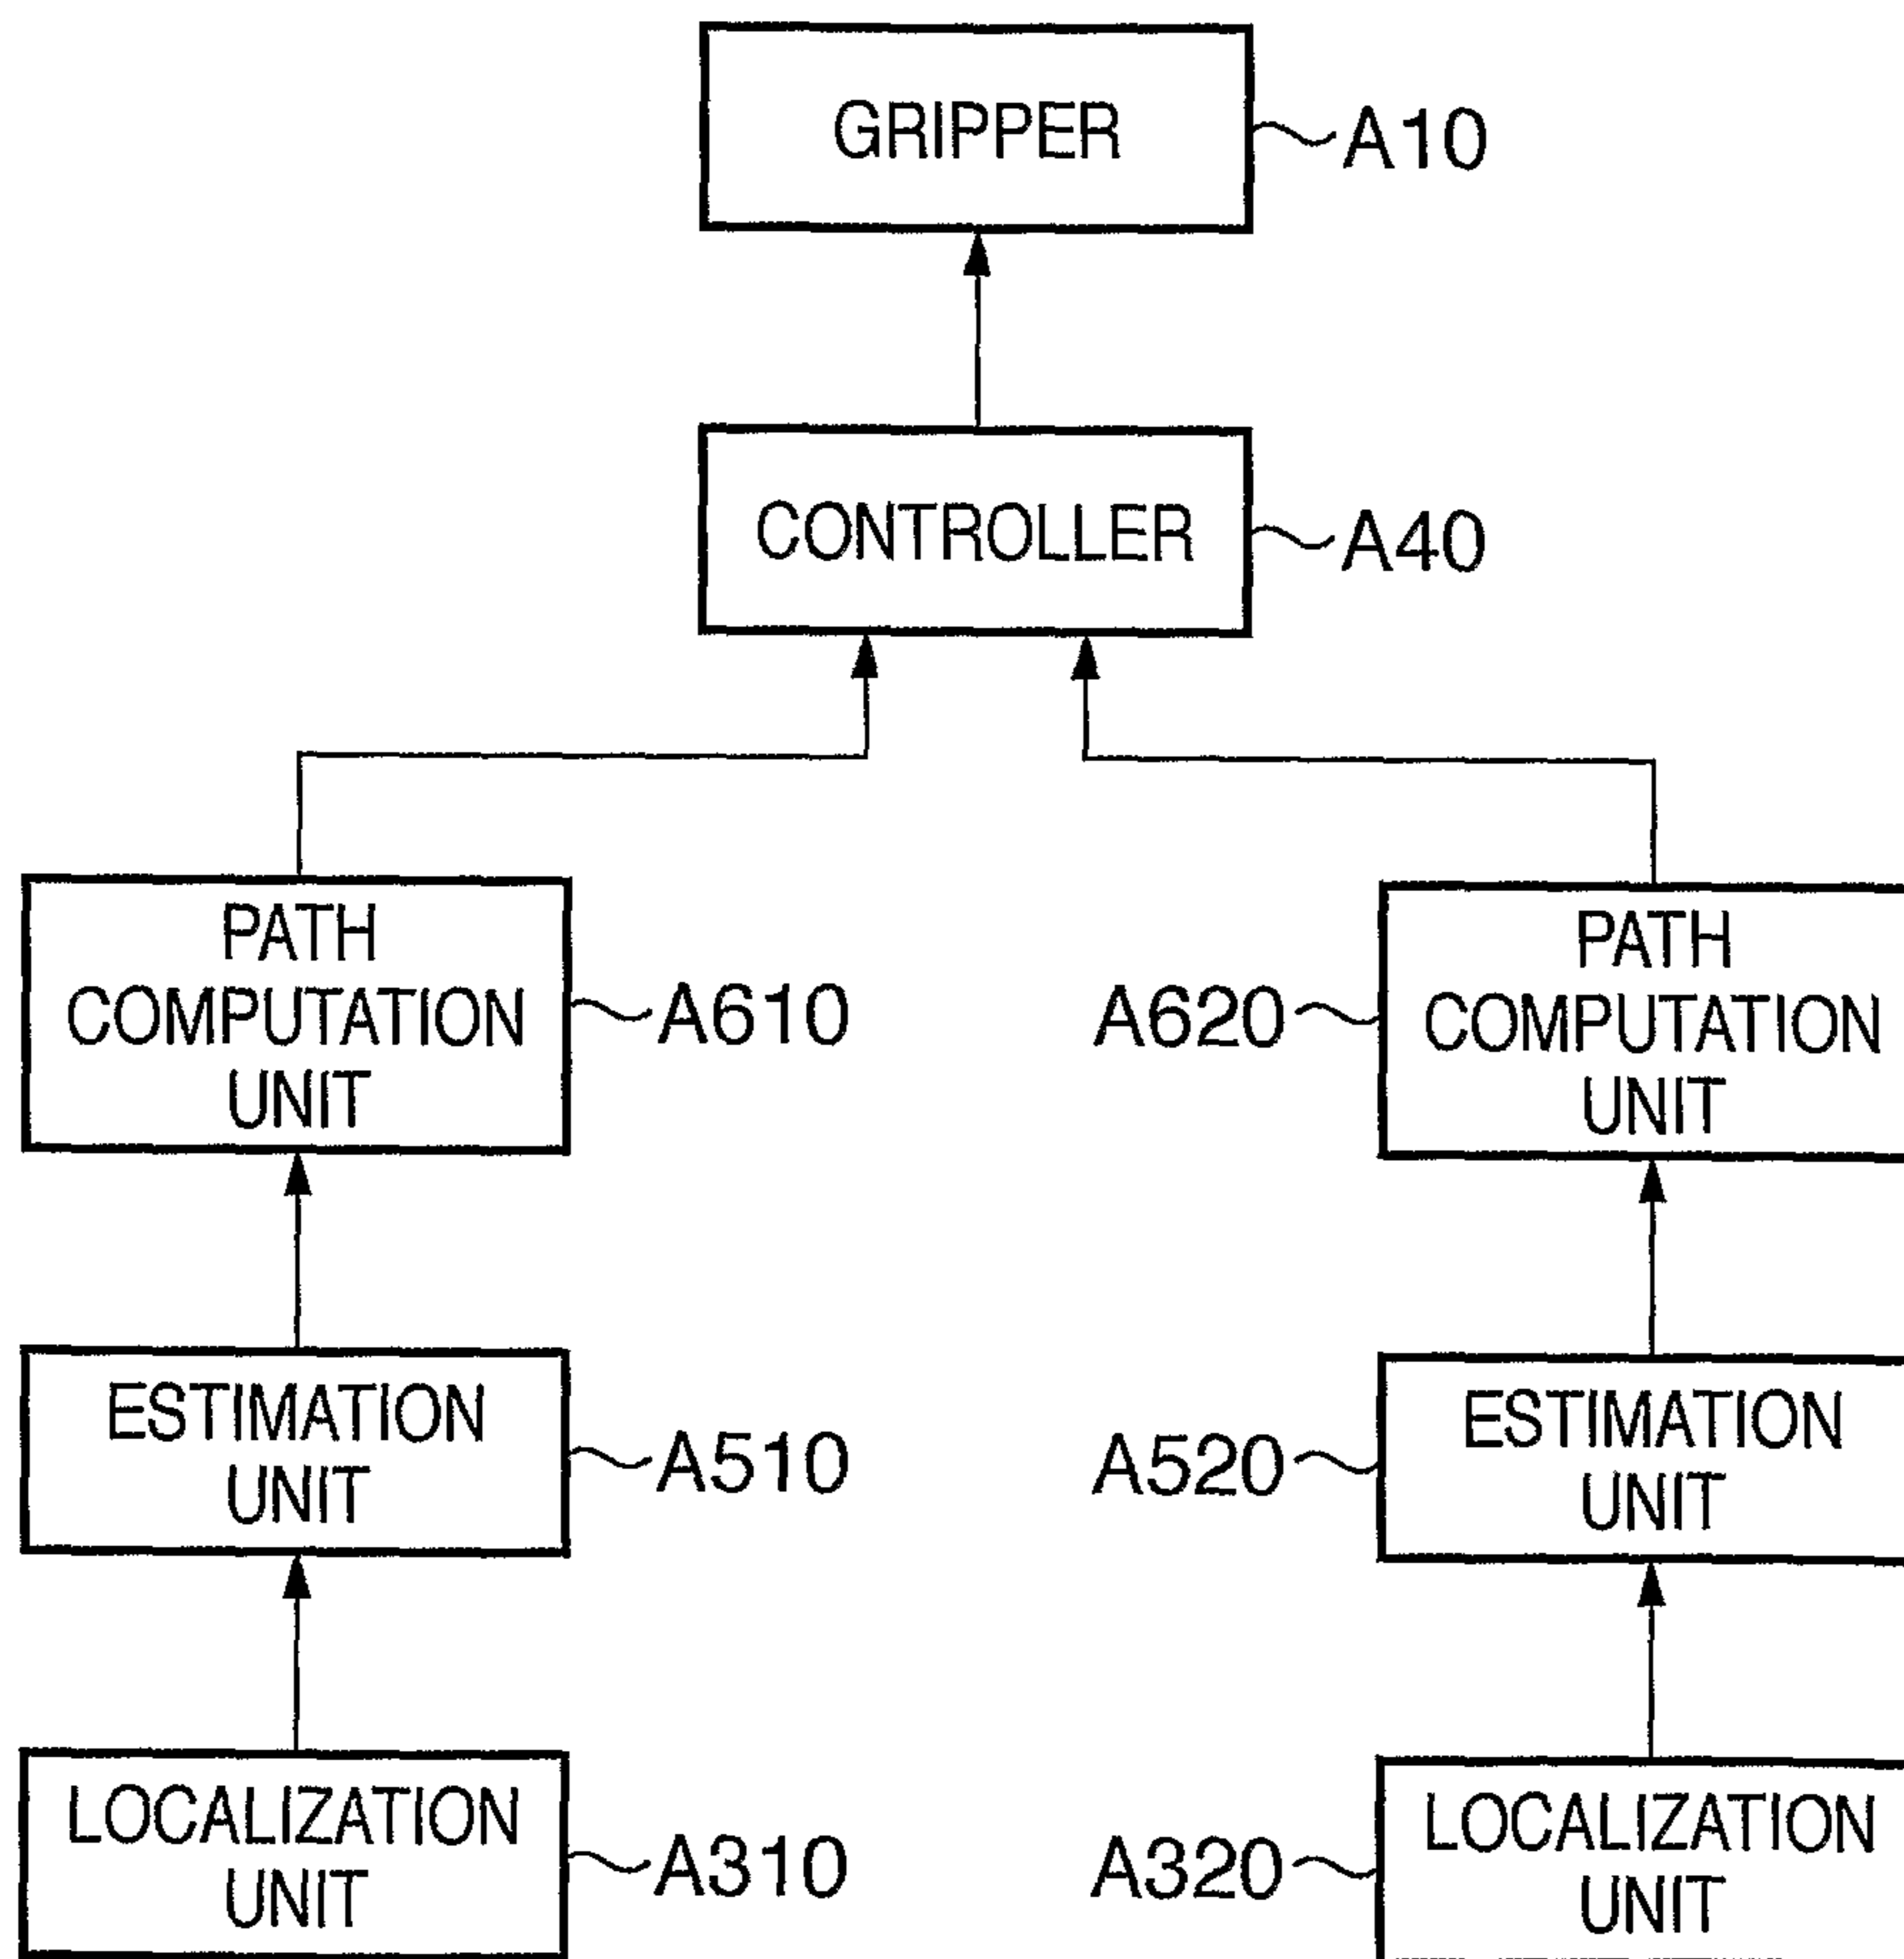 GRIPPER
A10
CONTROLLER
A40
PATH
COMPUTATION
UNIT
A610
A620
PATH
COMPUTATION
UNIT
ESTIMATION
UNIT
A510
A520
ESTIMATION
UNIT
LOCALIZATION
UNIT
A310
A320
LOCALIZATION
UNIT